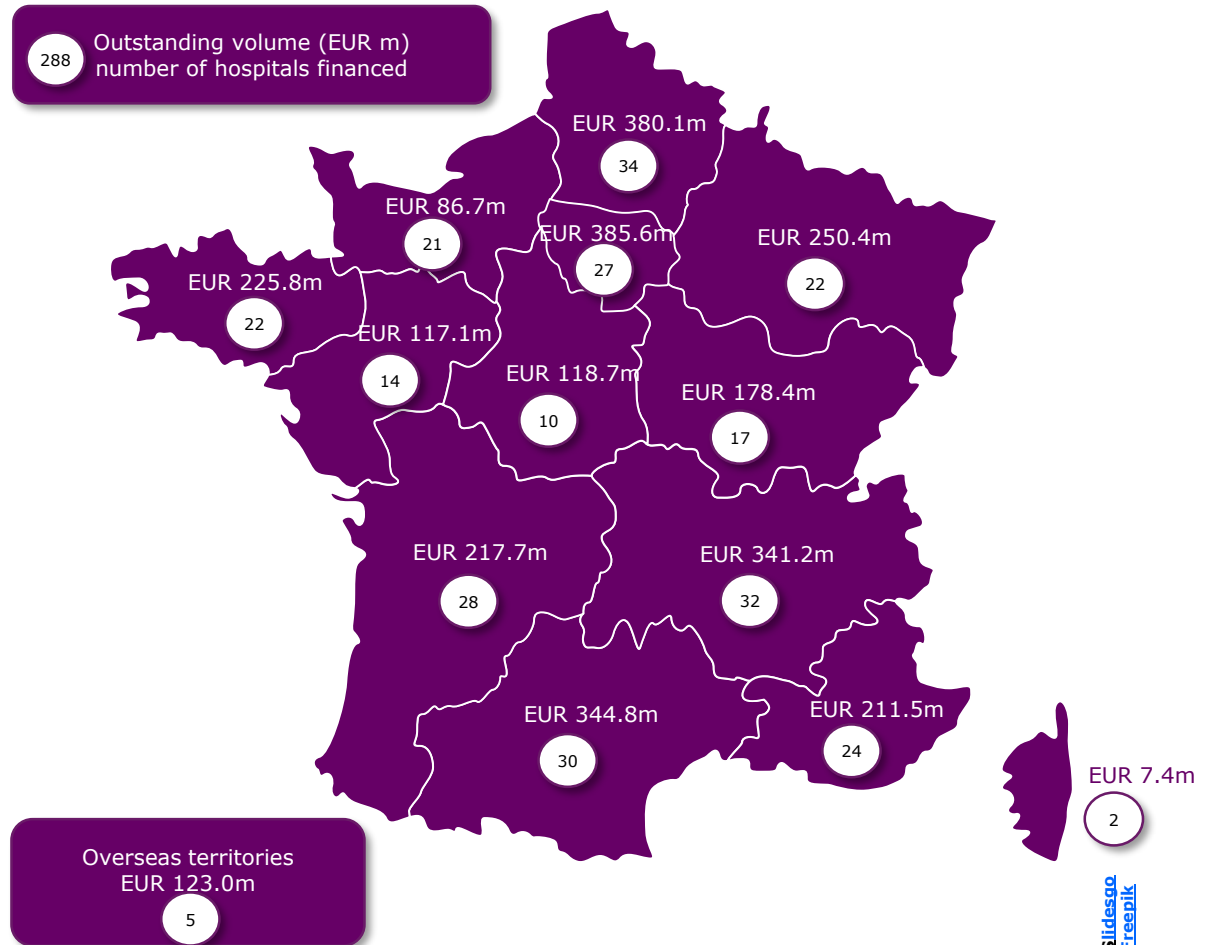 288
Outstanding volume (EUR m)
number of hospitals financed
EUR 380.1m
34
EUR 86.7m
21
EUR 385.6m
27
EUR 250.4m
22
EUR 225.8m
22
EUR 117.1m
14
EUR 118.7m
10
EUR 178.4m
17
EUR 217.7m
28
EUR 341.2m
32
EUR 344.8m
30
EUR 211.5m
24
EUR 7.4m
2
Overseas territories
EUR 123.0m
5
Slidesgo
Freepik